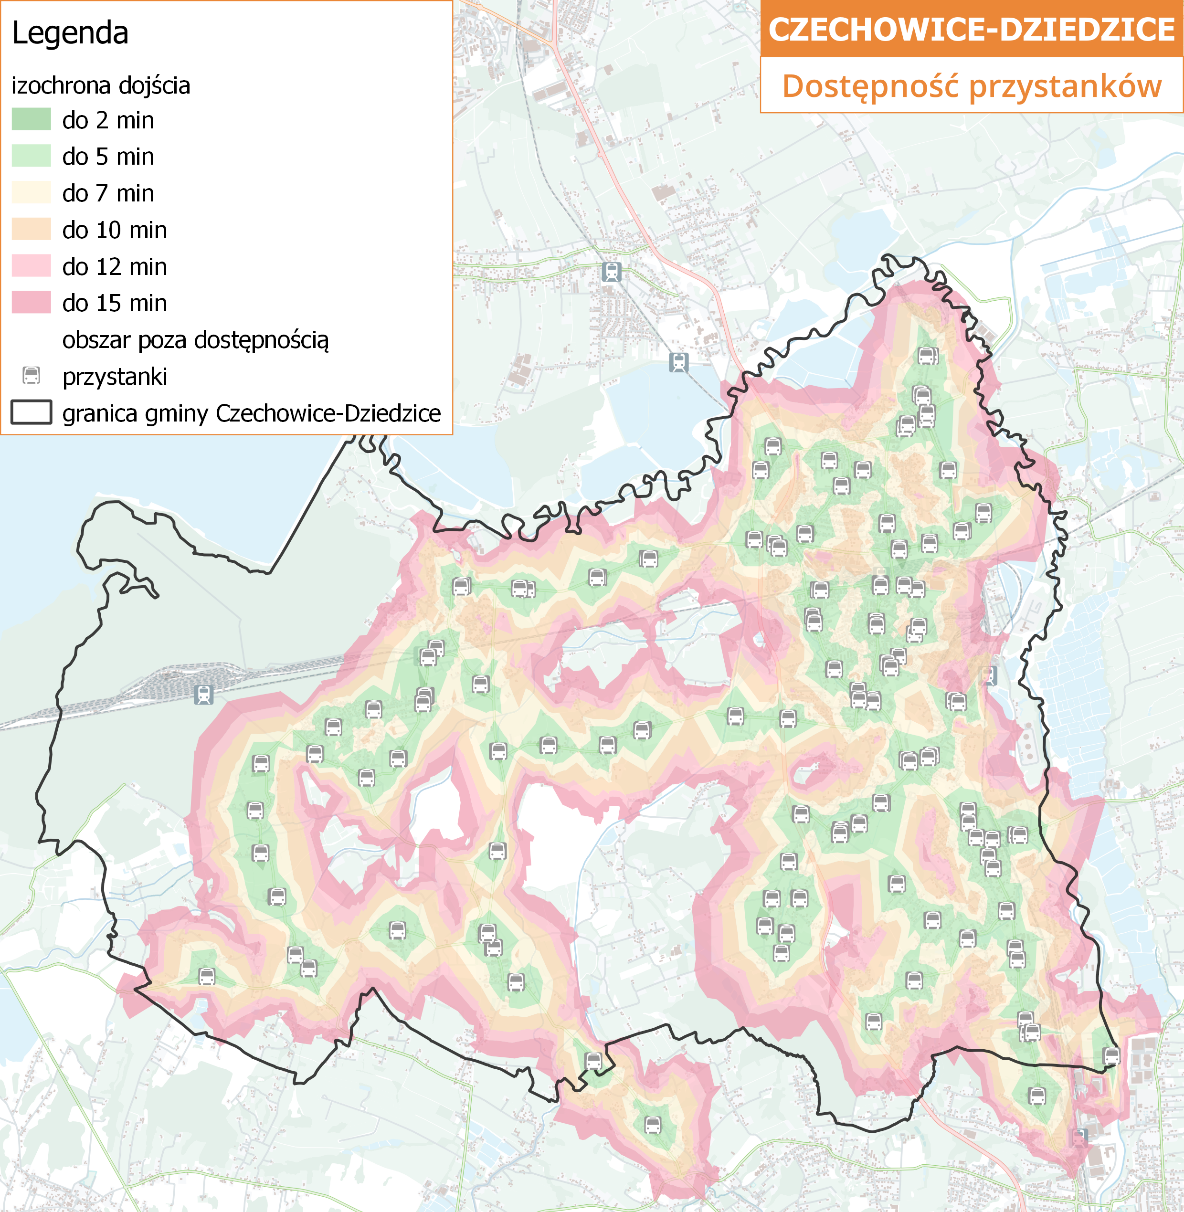 Legenda
izochrona dojścia
do 2 min
do 5 min
do 7 min
do 10 min
do 12 min
do 15 min
obszar poza dostępnością
przystanki
granica gminy Czechowice-Dziedzice
CZECHOWICE-DZIEDZICE
Dostępność przystanków